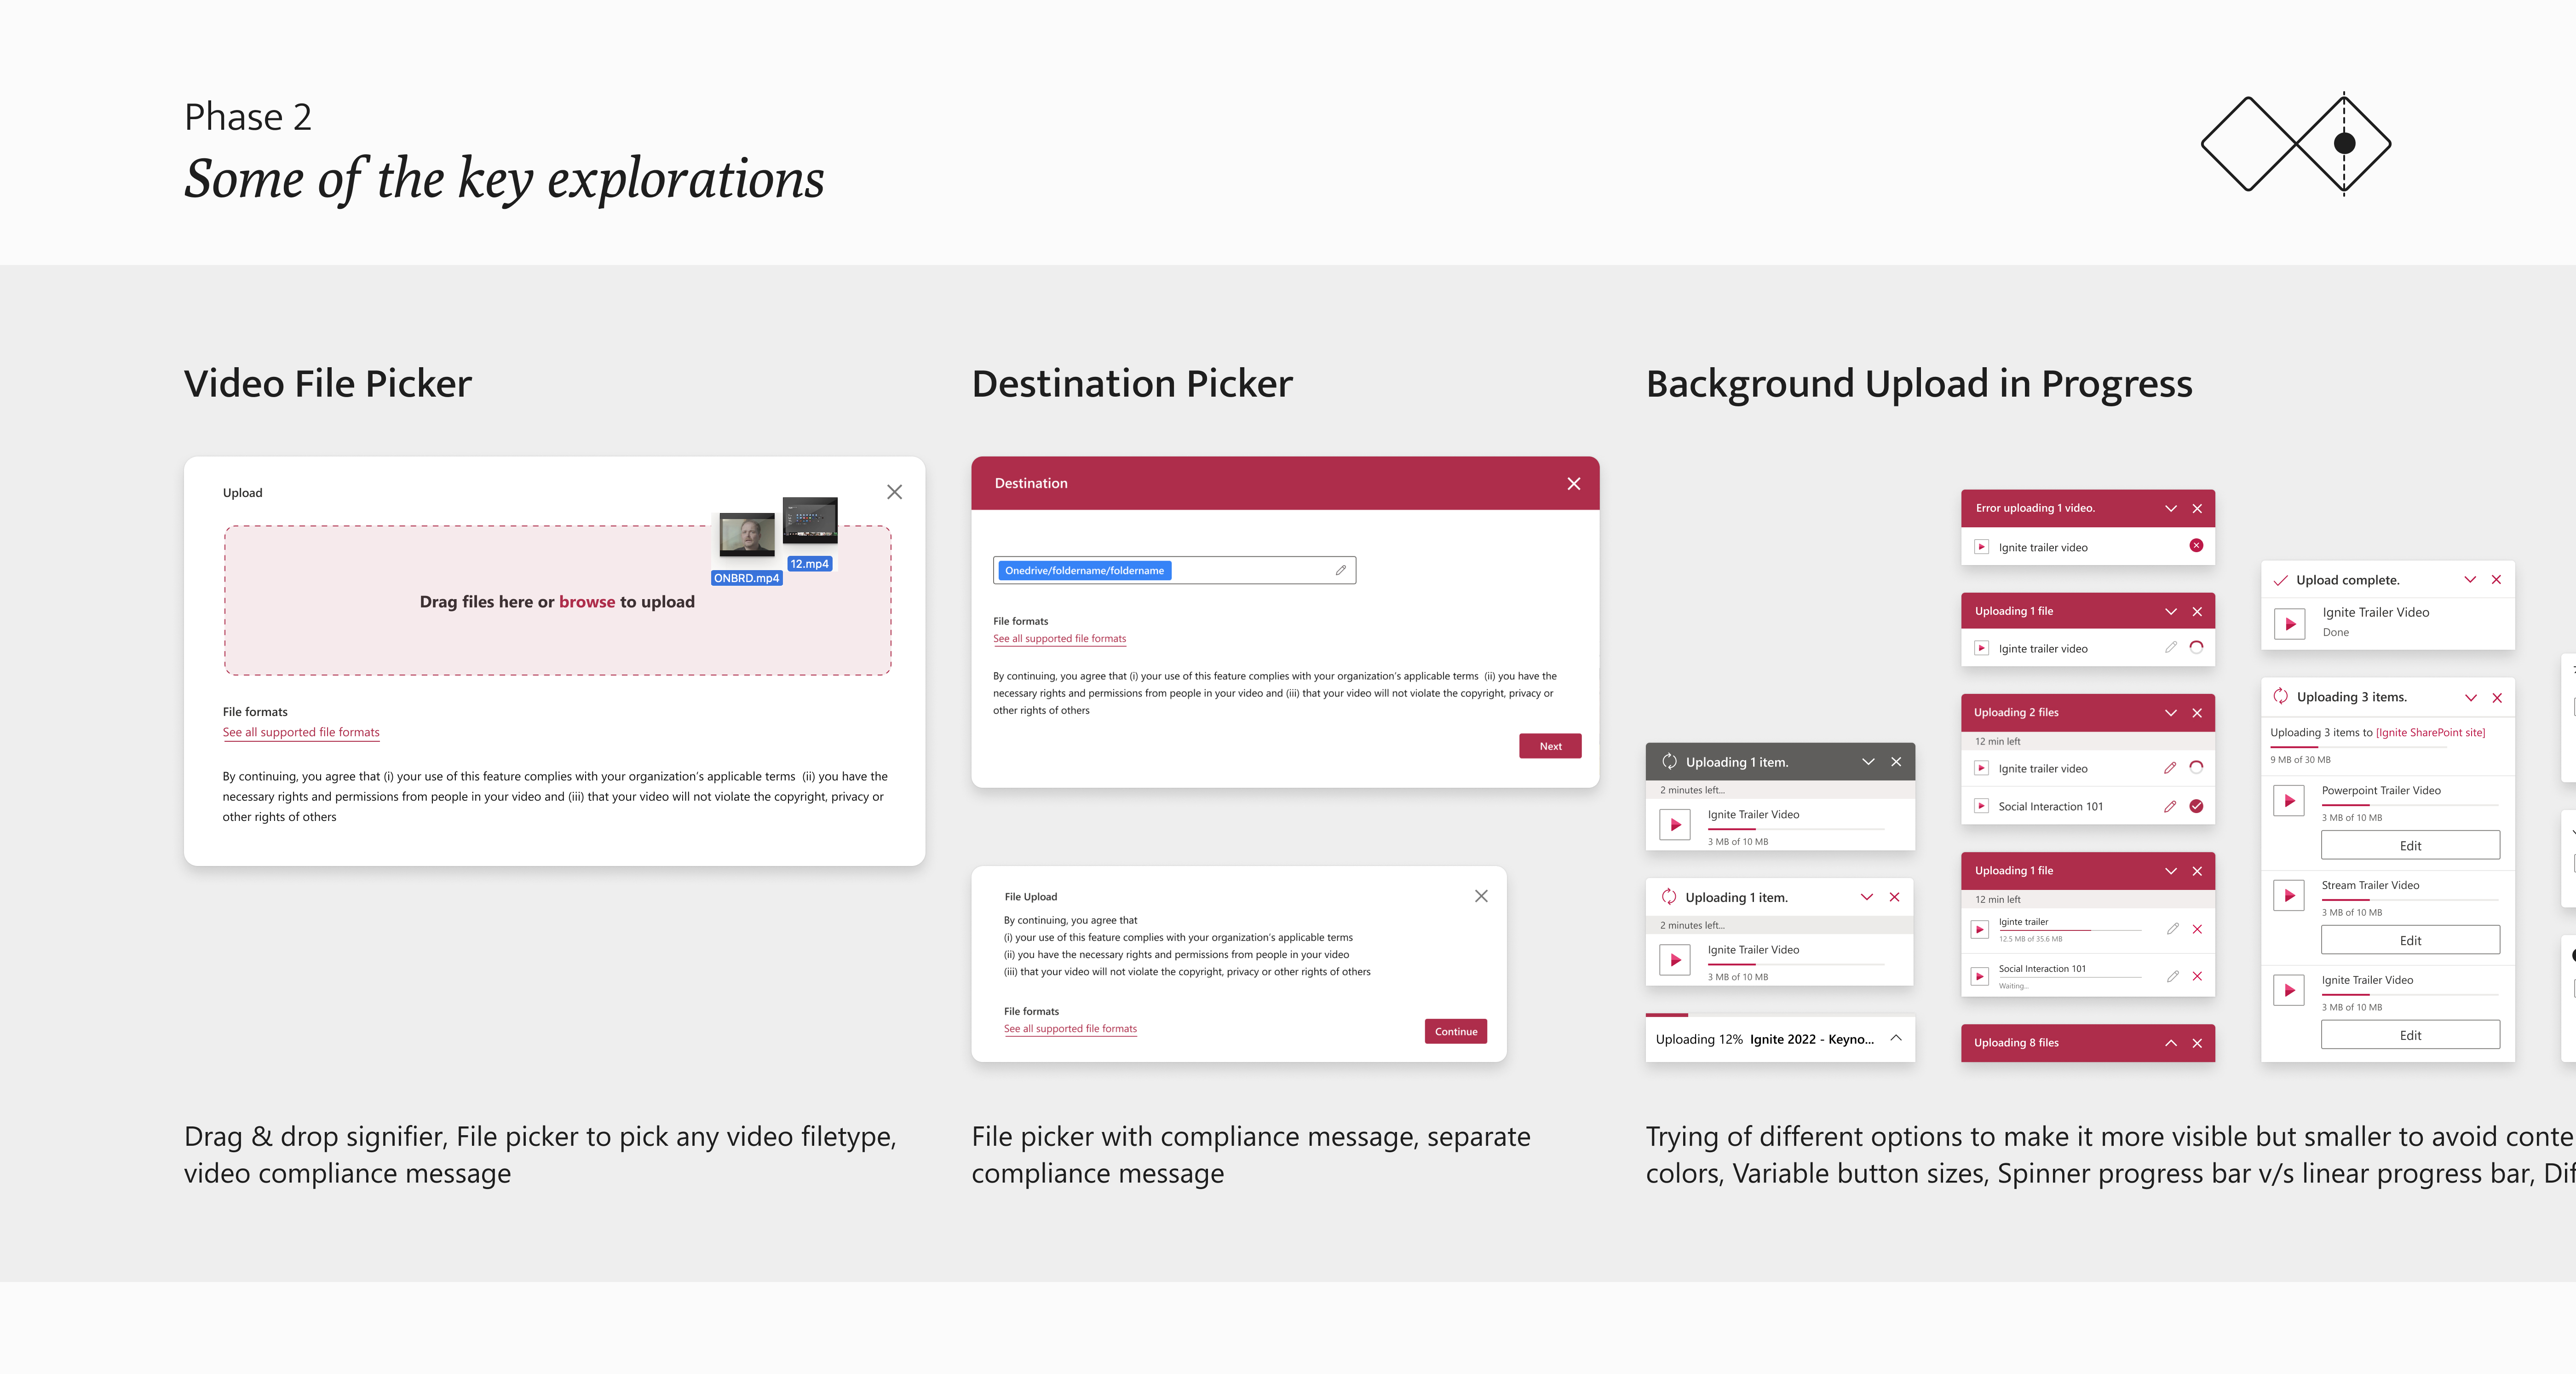 Phase 2
Some of the key explorations
Video File Picker
Upload
ONBRD.mp4
12.mp4
Drag files here or browse to upload
File formats
See all supported file formats
By continuing, you agree that (i) your use of this feature complies with your organization's applicable terms (ii) you have the
necessary rights and permissions from people in your video and (iii) that your video will not violate the copyright, privacy or
other rights of others
Drag & drop signifier, File picker to pick any video filetype,
video compliance message
Destination Picker
Destination
Onedrive/foldername/foldername
File formats
See all supported file formats
By continuing, you agree that (i) your use of this feature complies with your organization's applicable terms (ii) you have the
necessary rights and permissions from people in your video and (iii) that your video will not violate the copyright, privacy or
other rights of others
Next
File Upload
By continuing, you agree that
(i) your use of this feature complies with your organization's applicable terms
(ii) you have the necessary rights and permissions from people in your video
(iii) that your video will not violate the copyright, privacy or other rights of others
File formats
See all supported file formats
Continue
File picker with compliance message, separate
compliance message
Background Upload in Progress
Uploading 1 item.
2 minutes left...
Ignite Trailer Video
3 MB of 10 MB
Uploading 1 item.
2 minutes left...
Ignite Trailer Video
3 MB of 10 MB
Uploading 12% Ignite 2022 - Keyno...
Error uploading 1 video.
Ignite trailer video
Uploading 1 file
Iginte trailer video
Uploading 2 files
12 min left
Ignite trailer video
Social Interaction 101
Uploading 1 file
12 min left
Iginte trailer
12.5 MB of 35.6 MB
Social Interaction 101
Waiting...
Uploading 8 files
Upload complete.
Ignite Trailer Video
Done
Uploading 3 items.
Uploading 3 items to [Ignite SharePoint site]
9 MB of 30 MB
Powerpoint Trailer Video
3 MB of 10 MB
Edit
Stream Trailer Video
3 MB of 10 MB
Edit
Ignite Trailer Video
3 MB of 10 MB
Edit
Trying of different options to make it more visible but smaller to avoid conte
colors, Variable button sizes, Spinner progress bar v/s linear progress bar, Dif